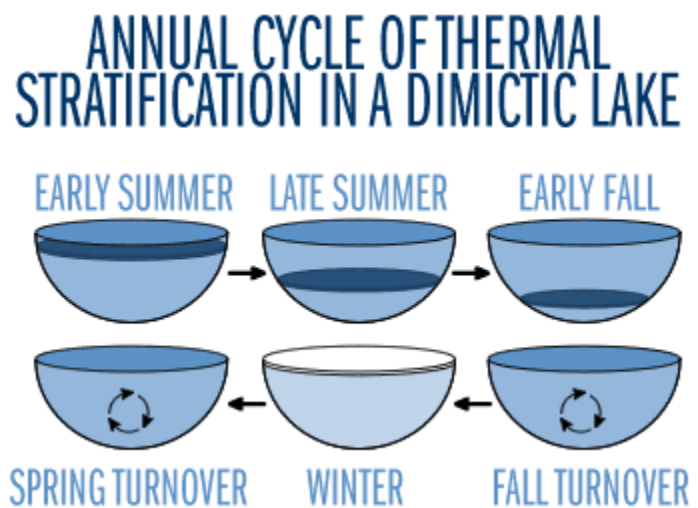 ANNUAL CYCLE OF THERMAL
STRATIFICATION IN A DIMICTIC LAKE
EARLY SUMMER
LATE SUMMER
EARLY FALL
SPRING TURNOVER
WINTER
FALL TURNOVER